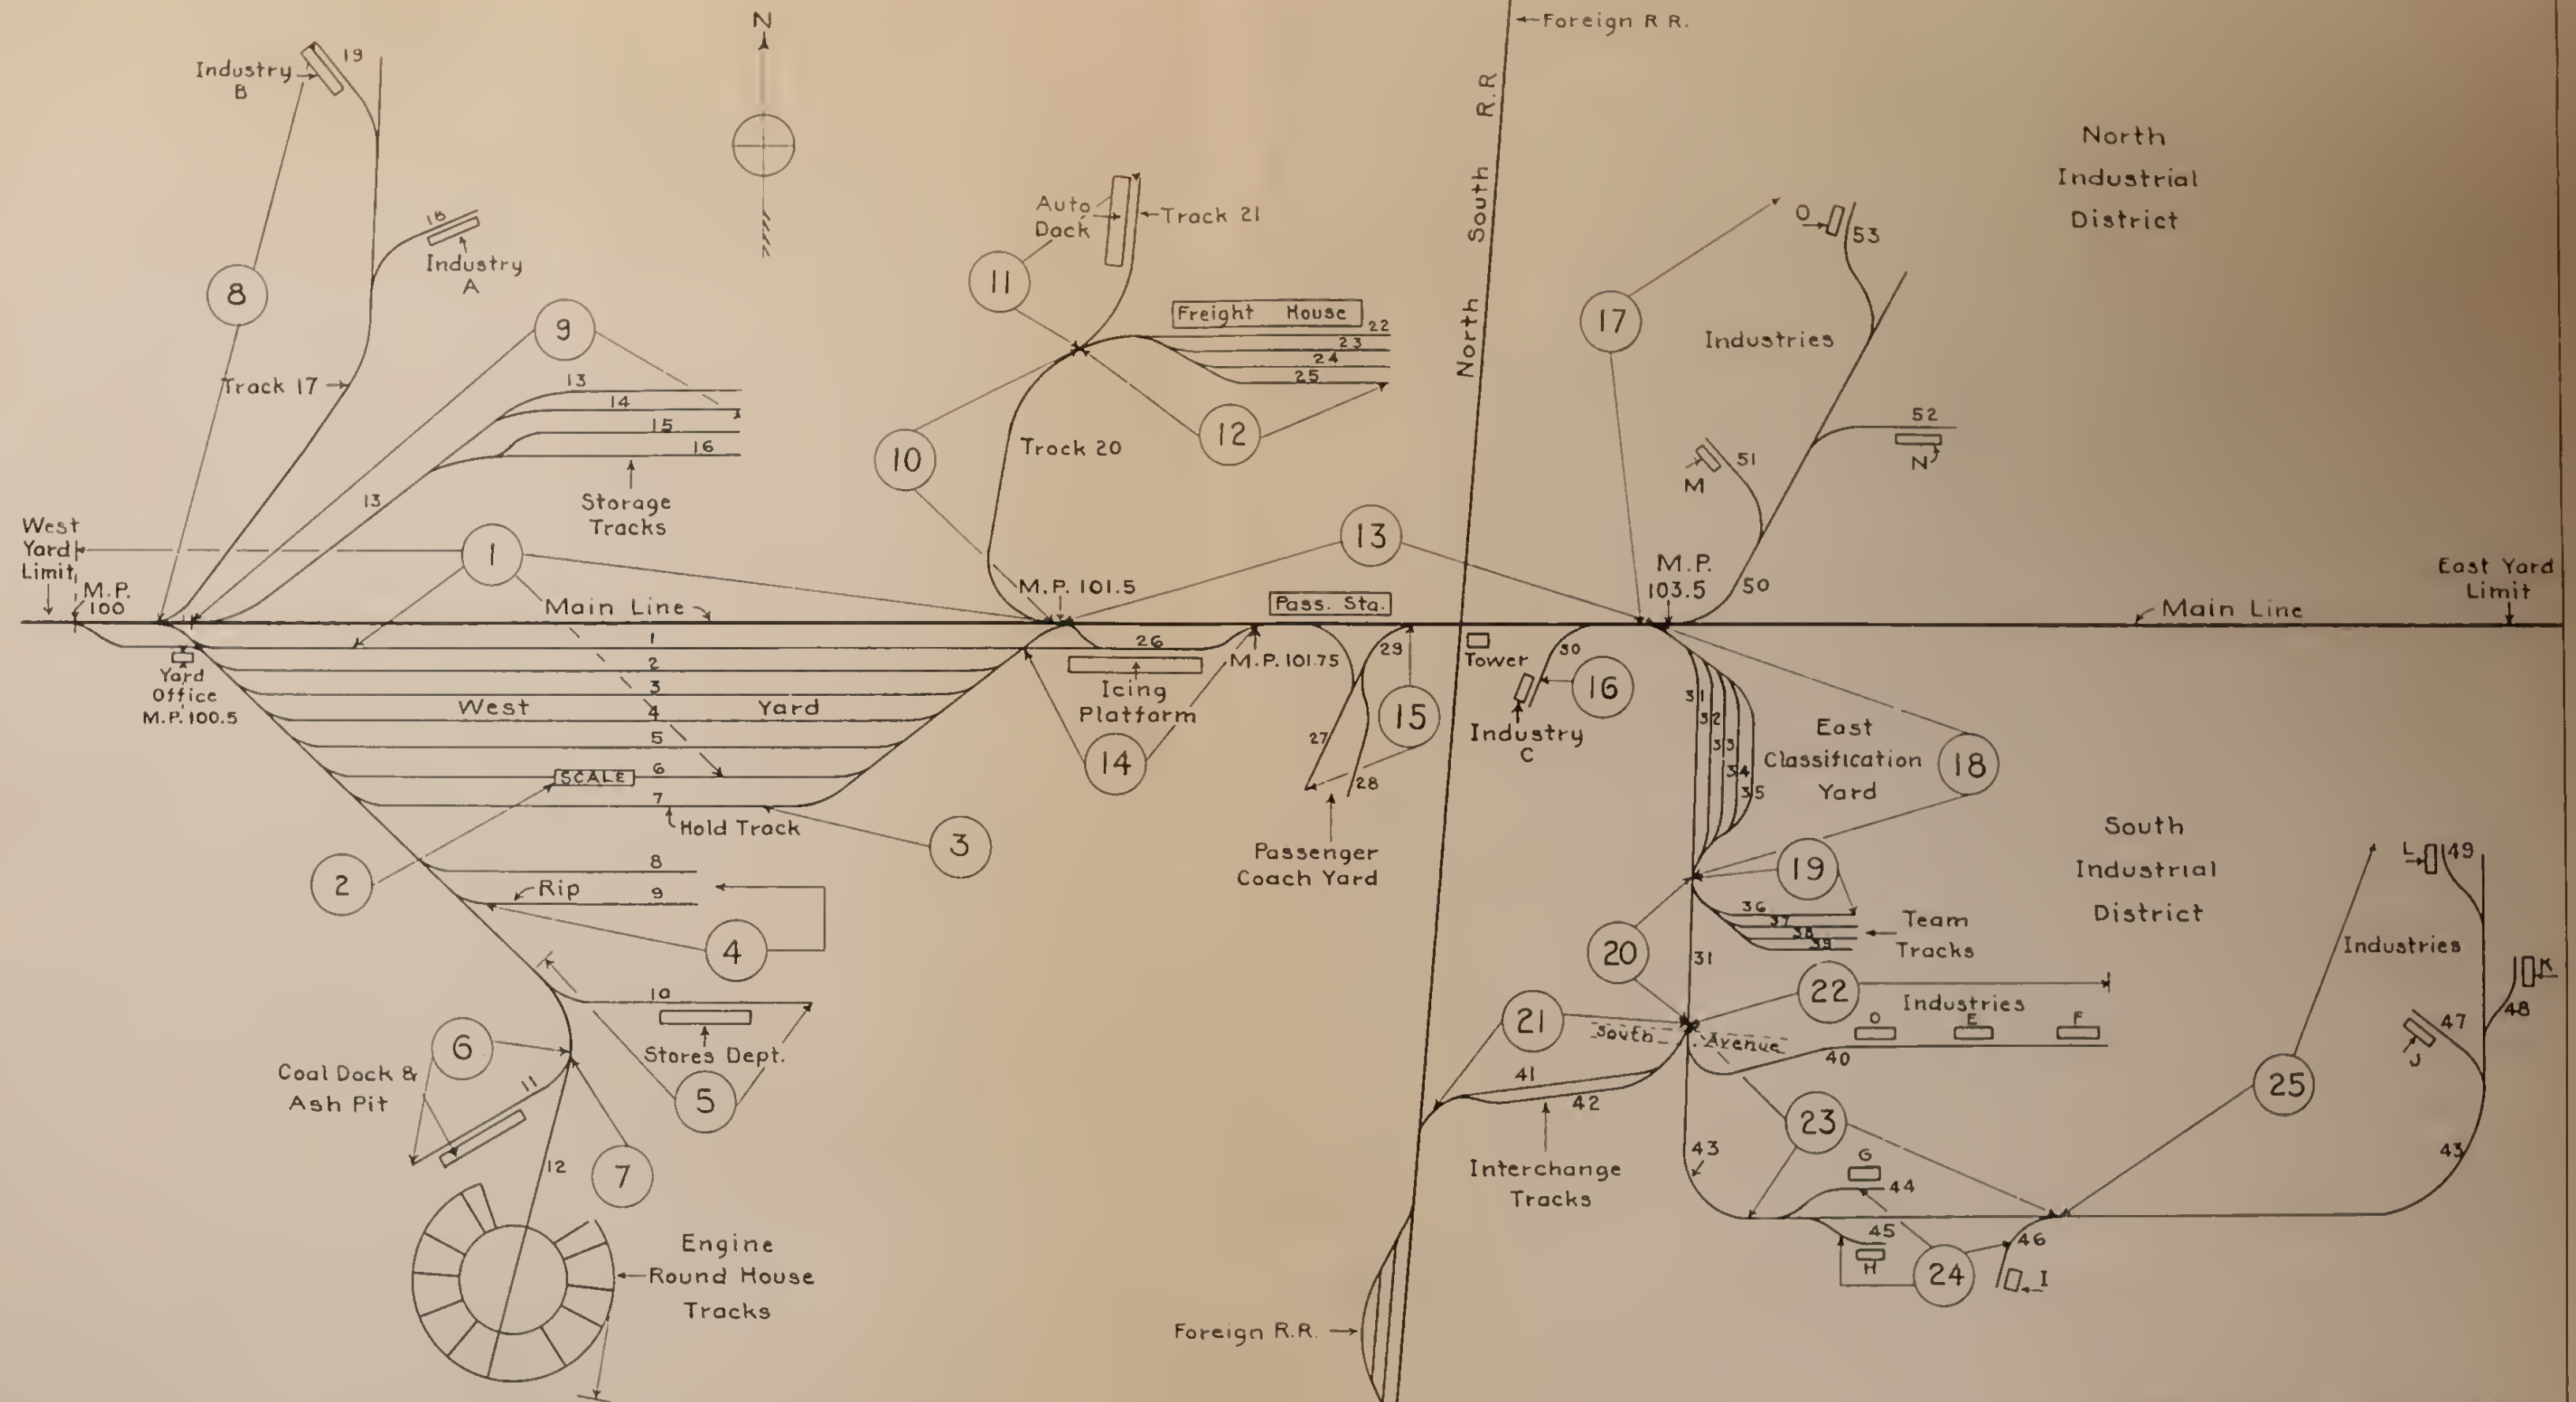 N
Foreign R R.
North South R.R
North
Industrial
District
Industry
B
19
18
Industry
A
8
9
Track 17
13
14
15
16
13
Storage
Tracks
Auto
Dock
Track 21
11
Freight House
22
23
24
25
12
10
Track 20
17
O
53
Industries
52
N
51
M
50
West
Yard
Limit
M.P.
100
1
Main Line
M.P. 101.5
13
Pass. Sta.
M.P.
103.5
Main Line
East Yard
Limit
Yard
Office
M.P. 100.5
1
2
3
West 4 Yard
5
SCALE 6
7
Hold Track
2
3
8
Rip 9
4
26
Icing
Platform
14
M.P. 101.75
29
27
28
15
Passenger
Coach Yard
Tower
30
16
Industry
C
31
32
33
34
35
East
Classification
Yard
18
19
36
37
38
39
Team
Tracks
20
31
South
Industrial
District
L
49
Industries
K
48
47
J
43
25
10
Stores Dept.
5
6
Coal Dock &
Ash Pit
11
12
7
Engine
Round House
Tracks
21
South Avenue
22
Industries
D
E
F
40
41
42
Interchange
Tracks
23
43
G
44
45
H
24
46
I
Foreign R.R.